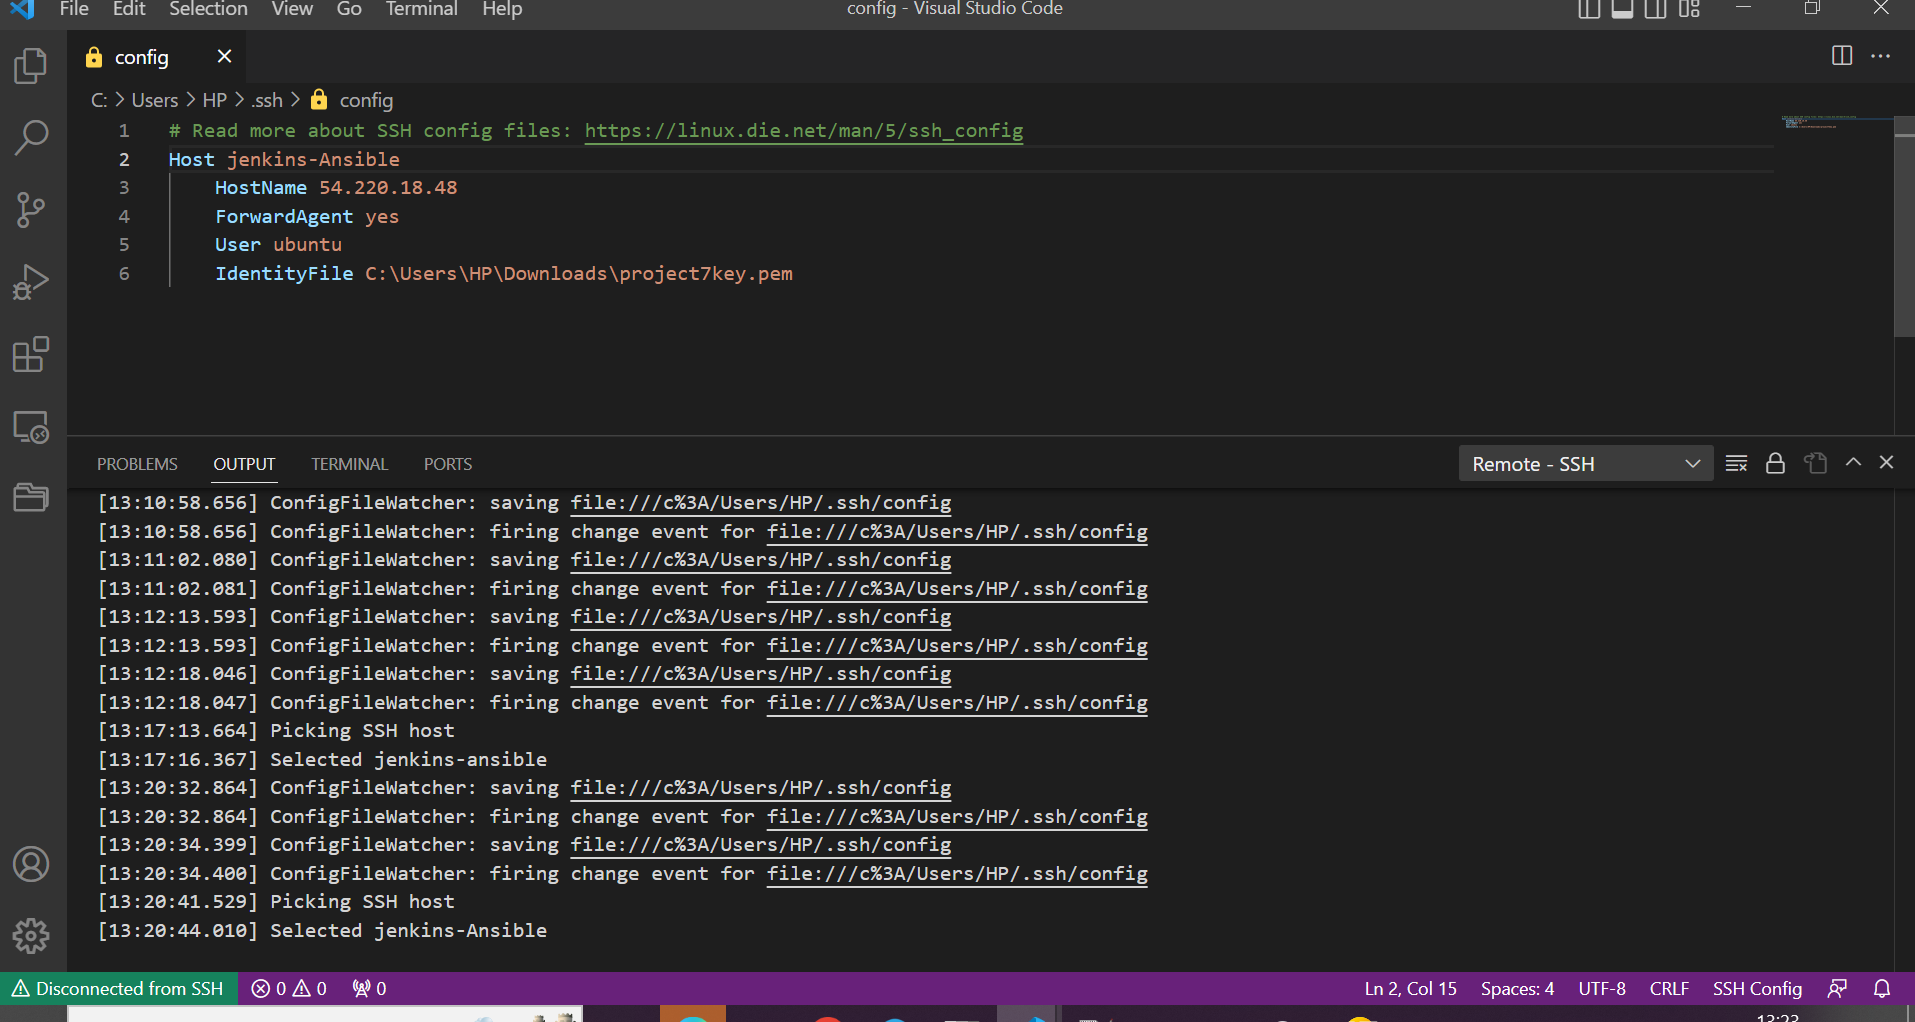 File Edit Selection View Go Terminal Help
config - Visual Studio Code
config
C: > Users > HP > .ssh > config
1 # Read more about SSH config files: https://linux.die.net/man/5/ssh_config
2 Host jenkins-Ansible
3 HostName 54.220.18.48
4 ForwardAgent yes
5 User ubuntu
6 IdentityFile C:\Users\HP\Downloads\project7key.pem
PROBLEMS OUTPUT TERMINAL PORTS
Remote - SSH
[13:10:58.656] ConfigFileWatcher: saving file:///c%3A/Users/HP/.ssh/config
[13:10:58.656] ConfigFileWatcher: firing change event for file:///c%3A/Users/HP/.ssh/config
[13:11:02.080] ConfigFileWatcher: saving file:///c%3A/Users/HP/.ssh/config
[13:11:02.081] ConfigFileWatcher: firing change event for file:///c%3A/Users/HP/.ssh/config
[13:12:13.593] ConfigFileWatcher: saving file:///c%3A/Users/HP/.ssh/config
[13:12:13.593] ConfigFileWatcher: firing change event for file:///c%3A/Users/HP/.ssh/config
[13:12:18.046] ConfigFileWatcher: saving file:///c%3A/Users/HP/.ssh/config
[13:12:18.047] ConfigFileWatcher: firing change event for file:///c%3A/Users/HP/.ssh/config
[13:17:13.664] Picking SSH host
[13:17:16.367] Selected jenkins-ansible
[13:20:32.864] ConfigFileWatcher: saving file:///c%3A/Users/HP/.ssh/config
[13:20:32.864] ConfigFileWatcher: firing change event for file:///c%3A/Users/HP/.ssh/config
[13:20:34.399] ConfigFileWatcher: saving file:///c%3A/Users/HP/.ssh/config
[13:20:34.400] ConfigFileWatcher: firing change event for file:///c%3A/Users/HP/.ssh/config
[13:20:41.529] Picking SSH host
[13:20:44.010] Selected jenkins-Ansible
Disconnected from SSH 0 0 0 Ln 2, Col 15 Spaces: 4 UTF-8 CRLF SSH Config